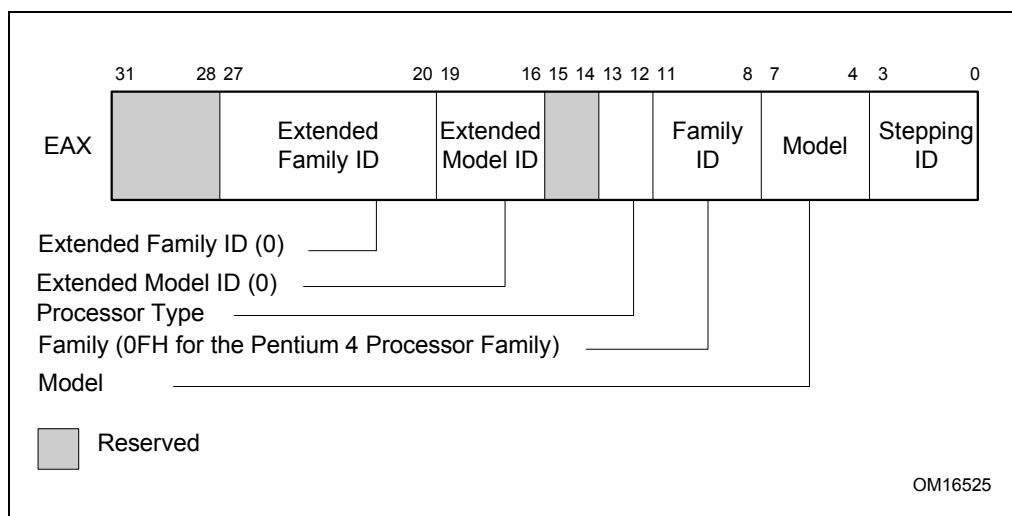 31 28 27 20 19 16 15 14 13 12 11 8 7 4 3 0
EAX
Extended
Family ID
Extended
Model ID
Family
ID
Model
Stepping
ID
Extended Family ID (0)
Extended Model ID (0)
Processor Type
Family (0FH for the Pentium 4 Processor Family)
Model
Reserved
OM16525